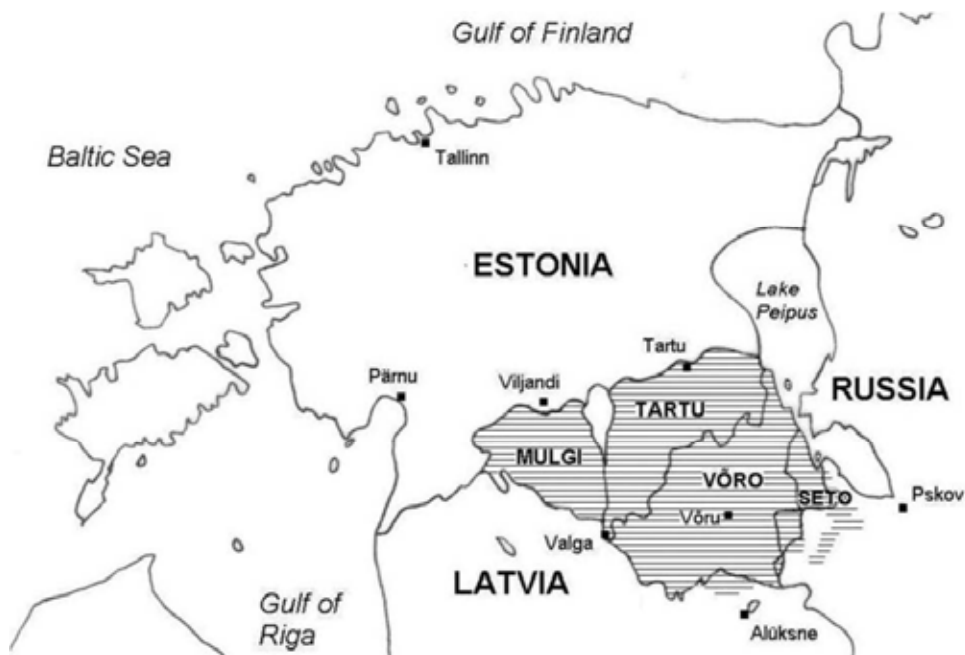 Gulf of Finland
Baltic Sea
Tallinn
ESTONIA
Lake
Peipus
Tartu
Pärnu
Viljandi
RUSSIA
TARTU
MULGI
VÕRO
SETO
Pskov
Võru
Valga
LATVIA
Gulf of
Riga
Alūksne